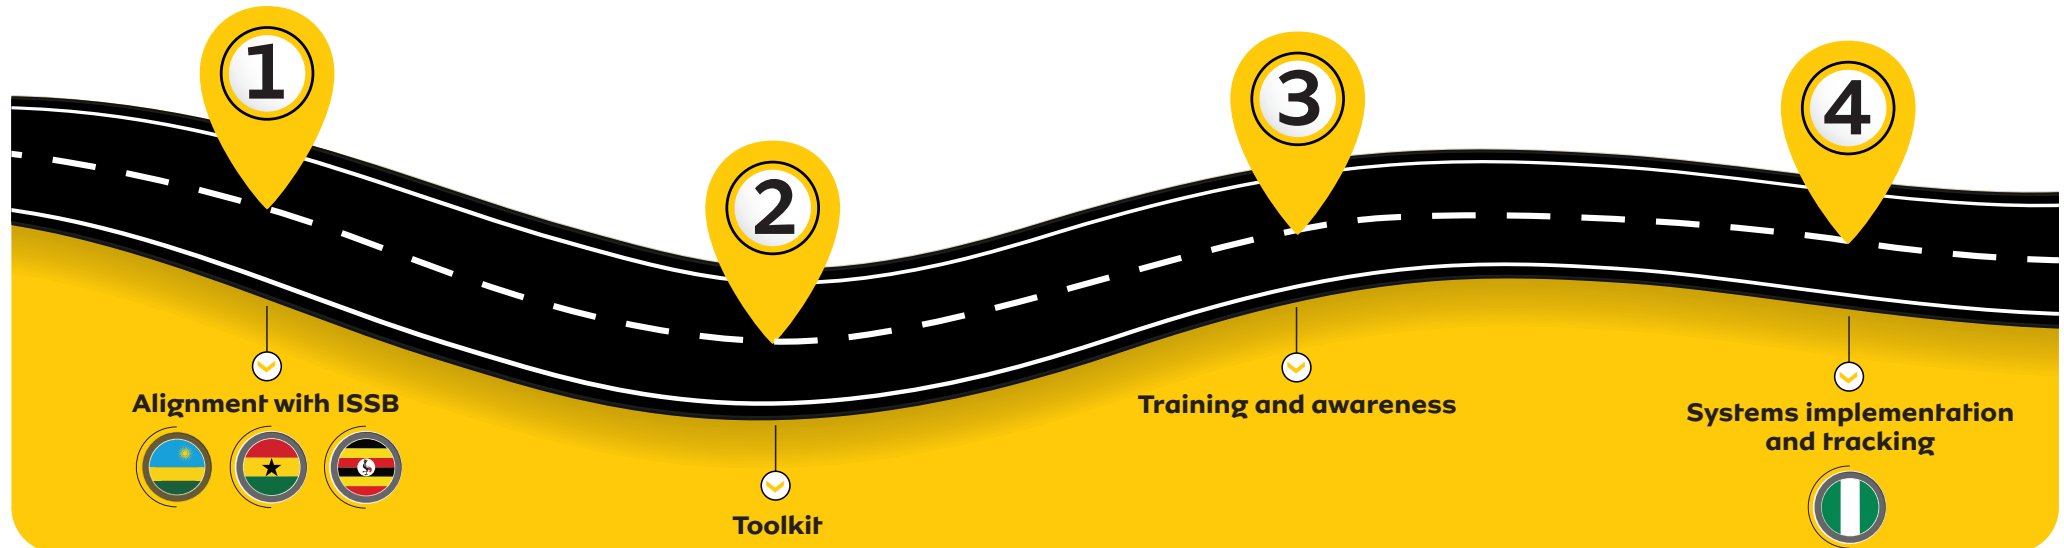 1
2
3
4
Alignment with ISSB
Toolkit
Training and awareness
Systems implementation
and tracking